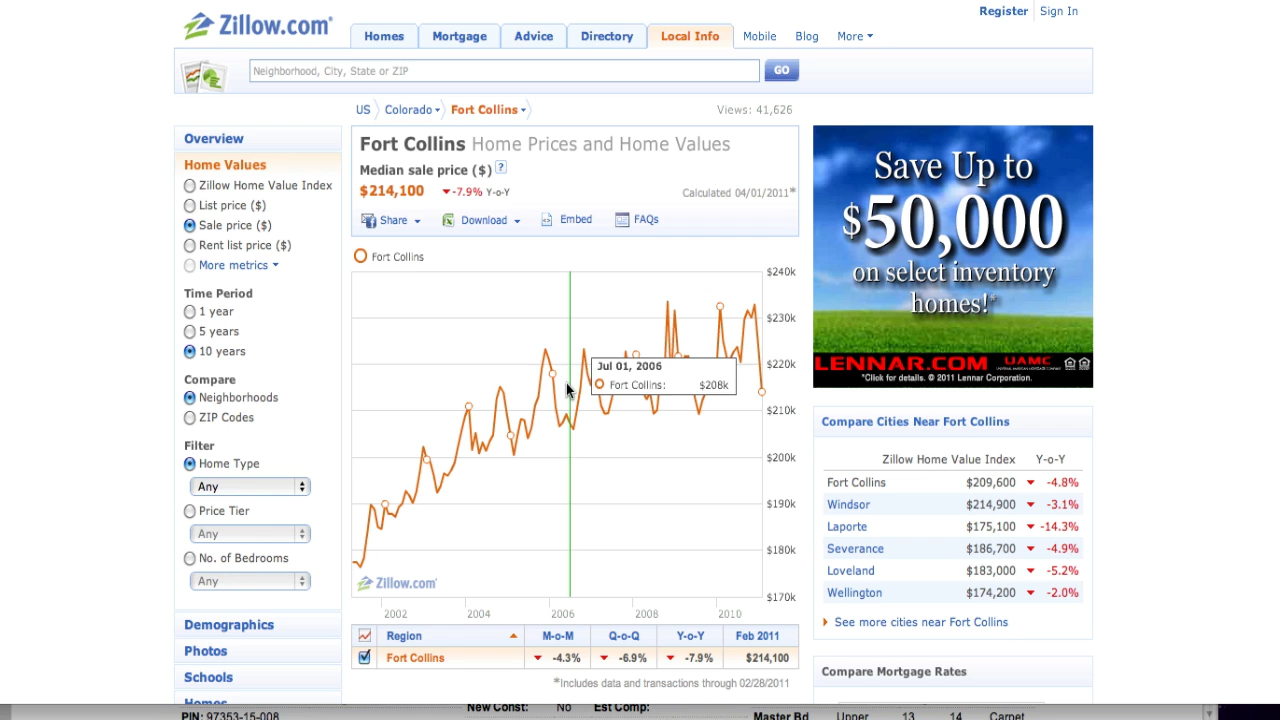 Register Sign In
Zillow.com®
Homes Mortgage Advice Directory Local Info Mobile Blog More
Neighborhood, City, State or ZIP GO
US Colorado Fort Collins Views: 41,626
Overview
Home Values
Zillow Home Value Index
List price ($)
Sale price ($)
Rent list price ($)
More metrics
Time Period
1 year
5 years
10 years
Compare
Neighborhoods
ZIP Codes
Filter
Home Type
Any
Price Tier
Any
No. of Bedrooms
Any
Demographics
Photos
Schools
Homes
Fort Collins Home Prices and Home Values
Median sale price ($) ?
$214,100 -7.9% Y-o-Y Calculated 04/01/2011*
Share Download Embed FAQs
Fort Collins
$240k
$230k
$220k
$210k
$200k
$190k
$180k
$170k
Jul 01, 2006
Fort Collins: $208k
Zillow.com®
2002 2004 2006 2008 2010
Region M-o-M Q-o-Q Y-o-Y Feb 2011
Fort Collins -4.3% -6.9% -7.9% $214,100
*Includes data and transactions through 02/28/2011
Save Up to
$50,000
on select inventory
homes!*
LENNAR.COM UAMC
*Click for details. © 2011 Lennar Corporation.
Compare Cities Near Fort Collins
Zillow Home Value Index Y-o-Y
Fort Collins $209,600 -4.8%
Windsor $214,900 -3.1%
Laporte $175,100 -14.3%
Severance $186,700 -4.9%
Loveland $183,000 -5.2%
Wellington $174,200 -2.0%
See more cities near Fort Collins
Compare Mortgage Rates
PIN: 97353-15-008 New Const: No Est Comp: Master Bd Upper 13 14 Carpet